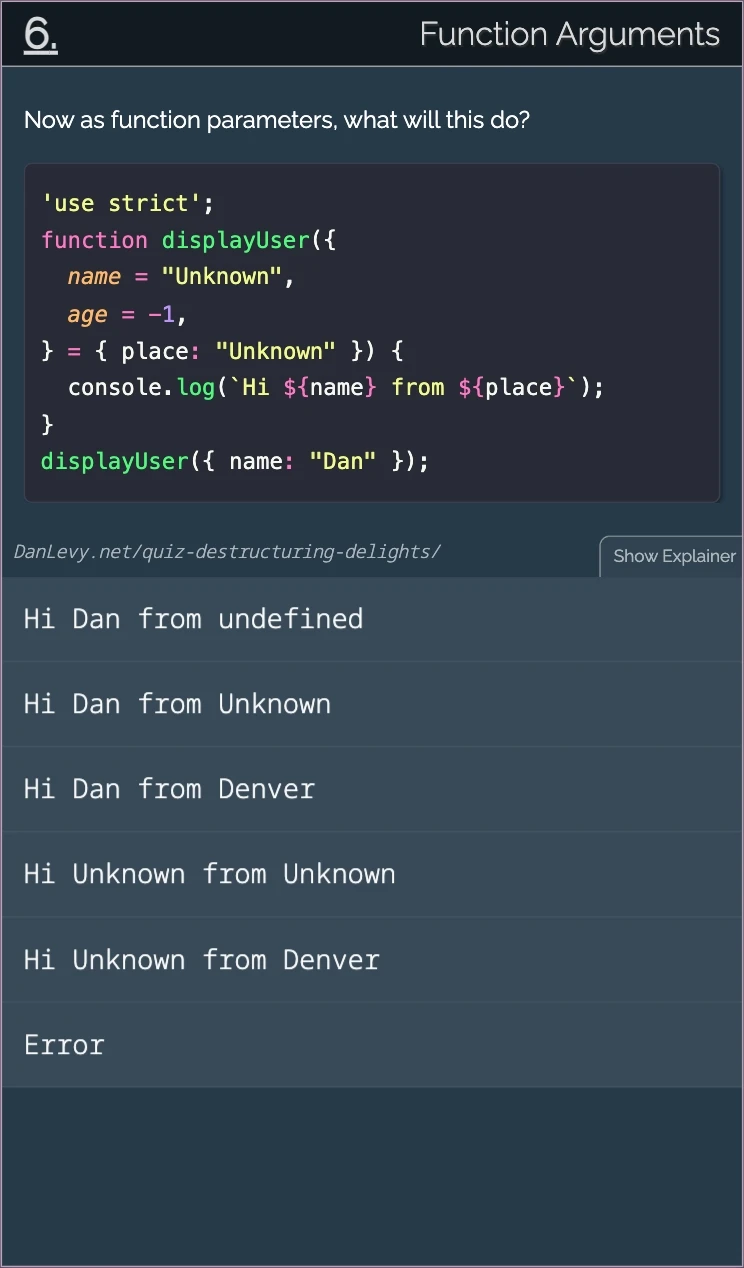 6.
Function Arguments
Now as function parameters, what will this do?
'use strict';
function displayUser({
  name = "Unknown",
  age = -1,
} = { place: "Unknown" }) {
  console.log(`Hi ${name} from ${place}`);
}
displayUser({ name: "Dan" });
DanLevy.net/quiz-destructuring-delights/
Show Explainer
Hi Dan from undefined
Hi Dan from Unknown
Hi Dan from Denver
Hi Unknown from Unknown
Hi Unknown from Denver
Error